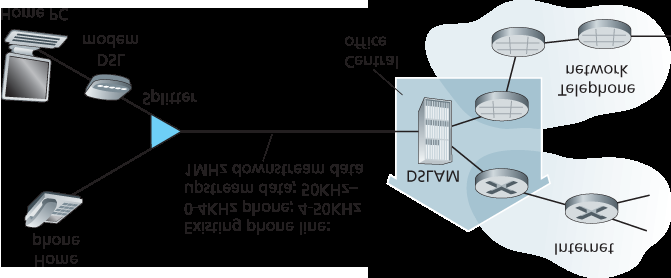 Home
phone
Internet
Existing phone line:
0-4KHz phone; 4-50KHz
upstream data; 50KHz–
1MHz downstream data
DSLAM
Splitter
Telephone
network
DSL
modem
Central
office
Home PC